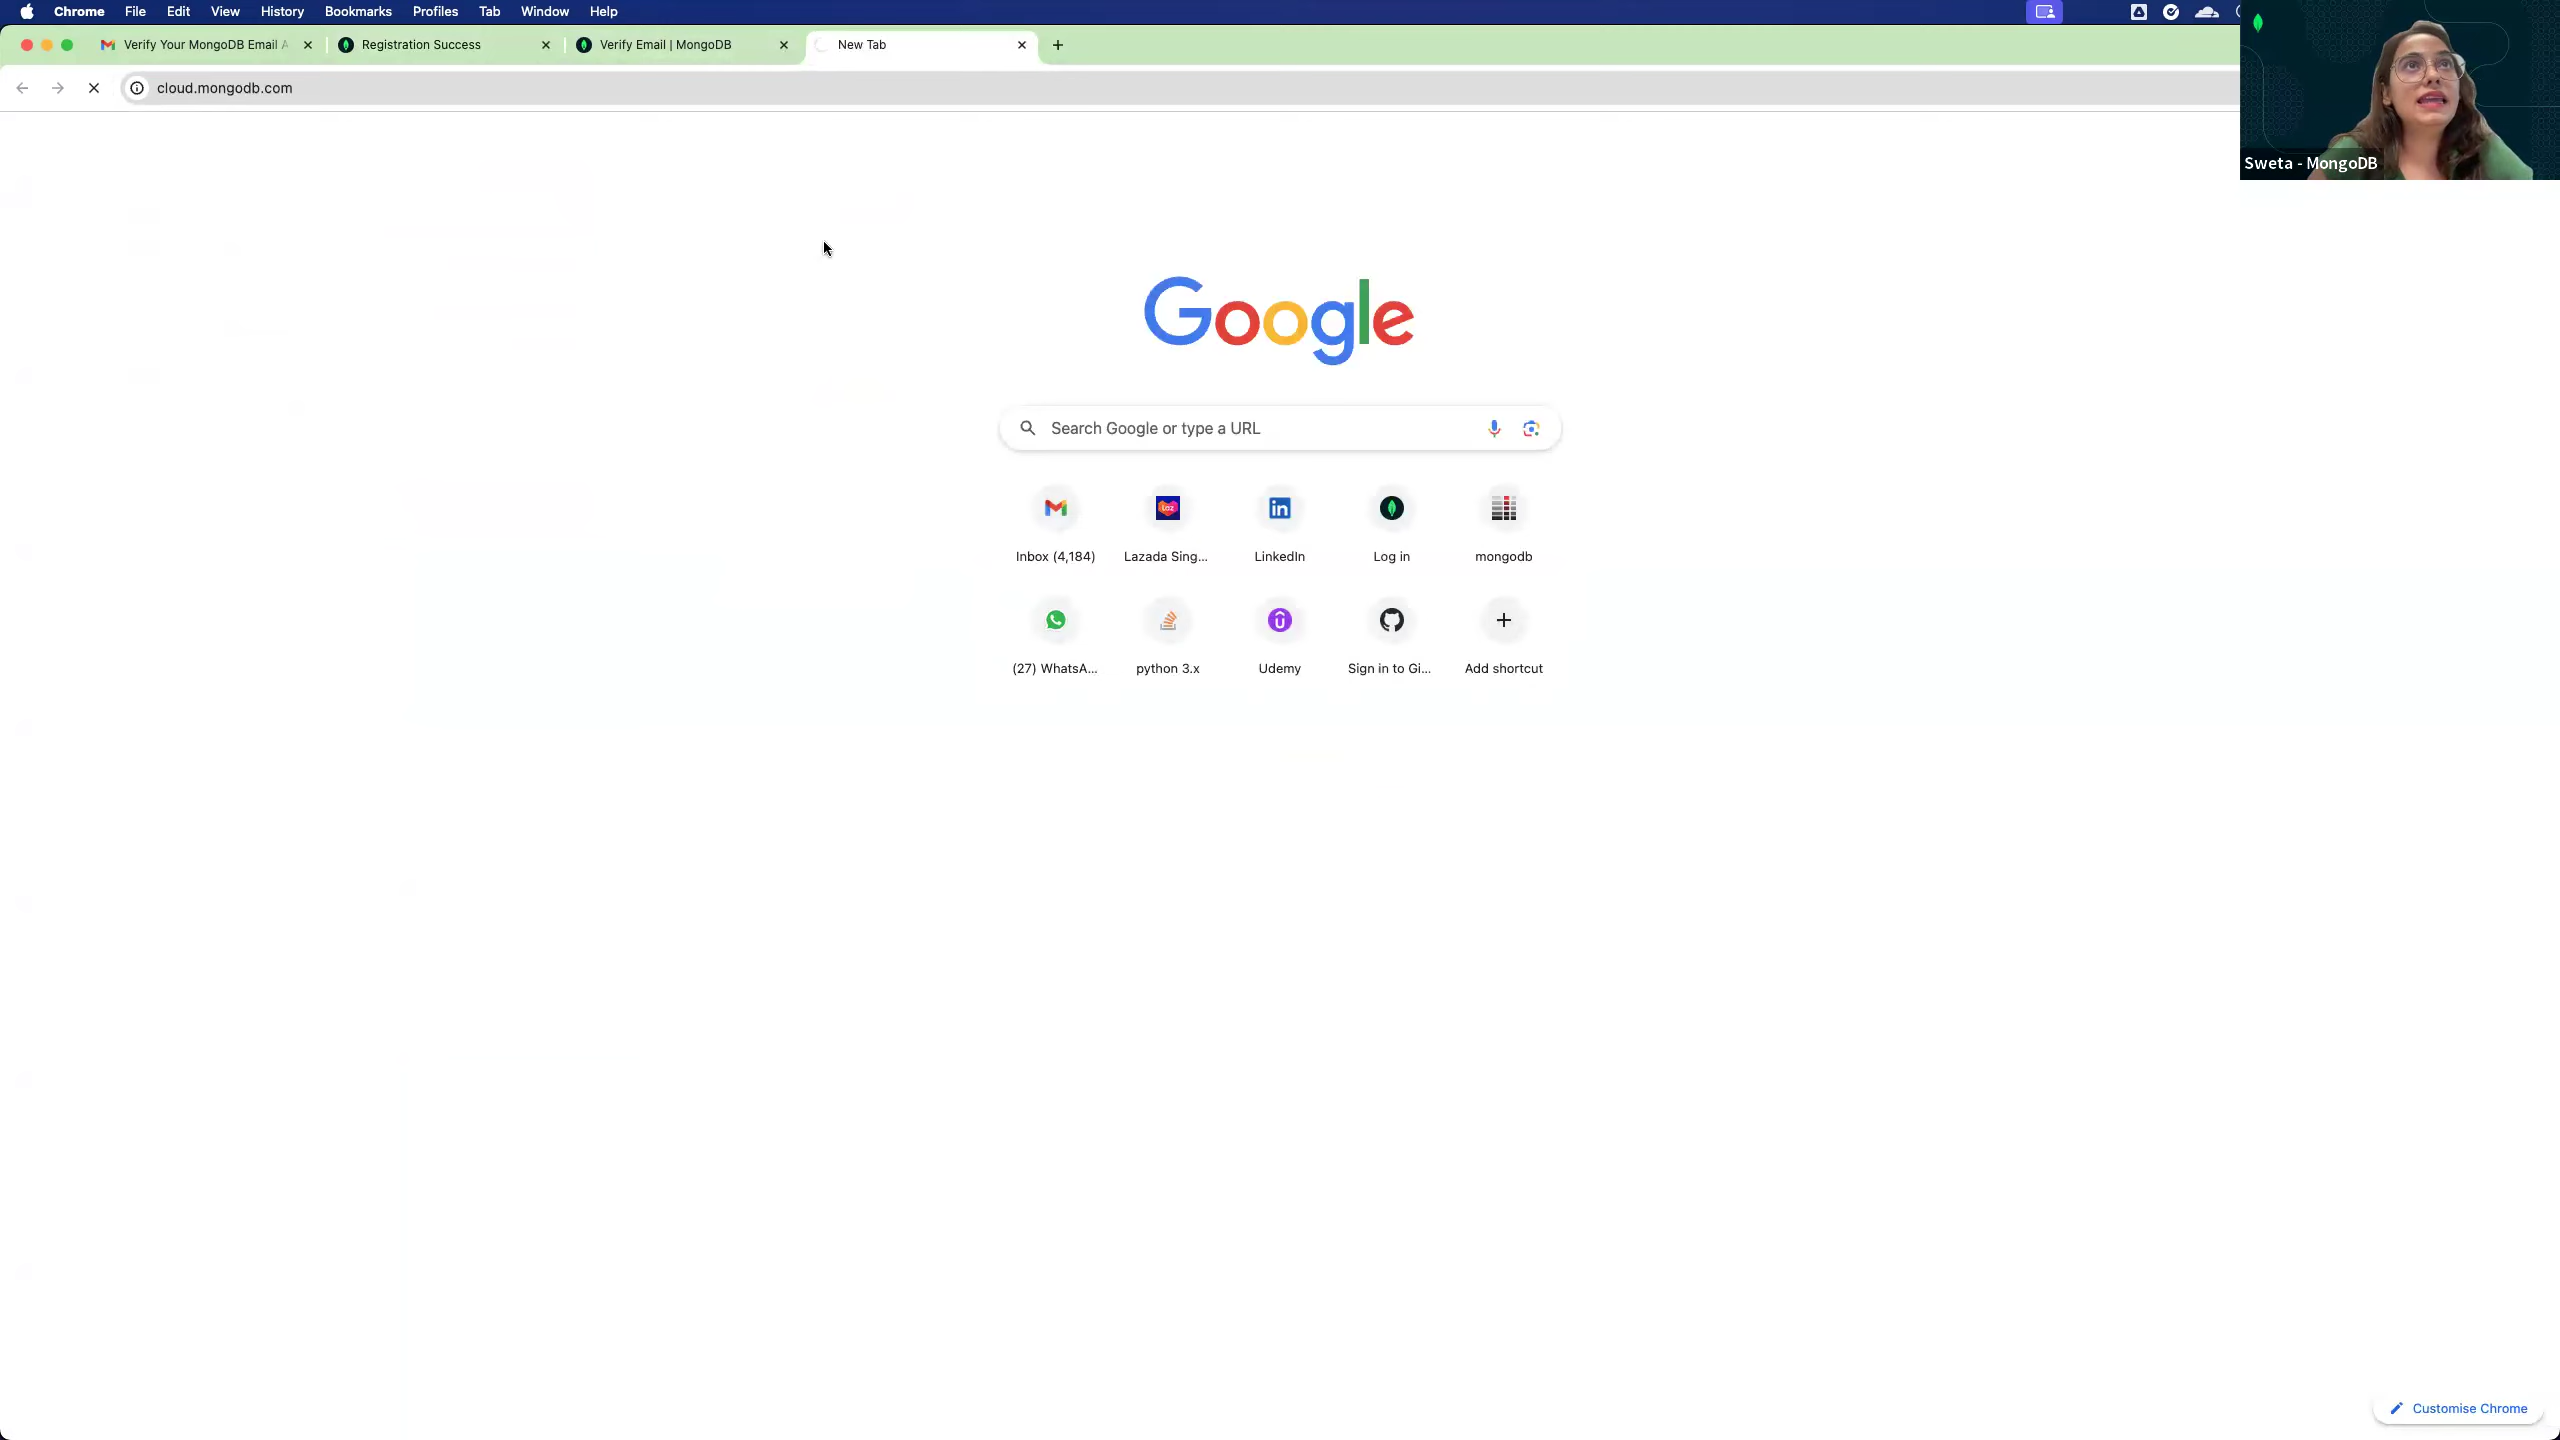 Chrome File Edit View History Bookmarks Profiles Tab Window Help
Verify Your MongoDB Email A
Registration Success
Verify Email | MongoDB
New Tab
cloud.mongodb.com
Sweta - MongoDB
Google
Search Google or type a URL
Inbox (4,184)
Lazada Sing...
LinkedIn
Log in
mongodb
(27) WhatsA...
python 3.x
Udemy
Sign in to Gi...
Add shortcut
Customise Chrome